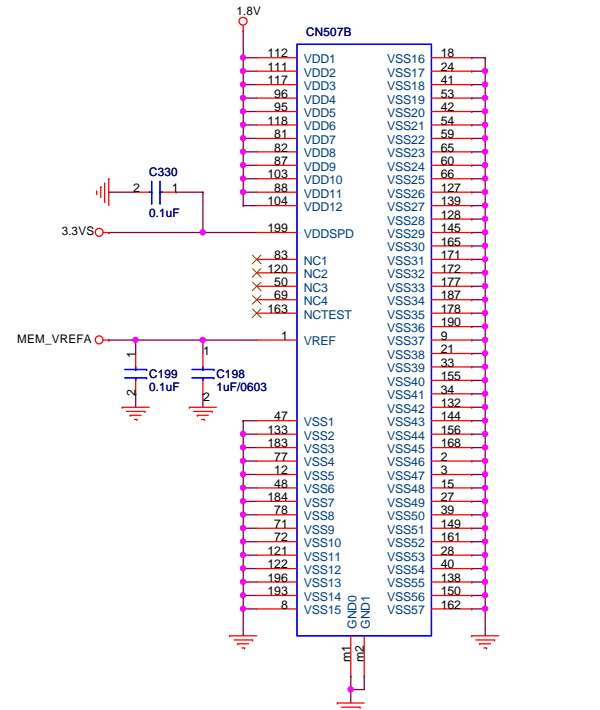 1.8V
CN507B
112 VDD1 VSS16 18
111 VDD2 VSS17 24
117 VDD3 VSS18 41
96 VDD4 VSS19 53
95 VDD5 VSS20 42
118 VDD6 VSS21 54
81 VDD7 VSS22 59
82 VDD8 VSS23 65
87 VDD9 VSS24 60
103 VDD10 VSS25 66
88 VDD11 VSS26 127
104 VDD12 VSS27 139
VSS28 128
C330
2 1
0.1uF
3.3VS 199 VDDSPD VSS29 145
VSS30 165
83 NC1 VSS31 171
120 NC2 VSS32 172
50 NC3 VSS33 177
69 NC4 VSS34 187
163 NCTEST VSS35 178
VSS36 190
MEM_VREFA 1 VREF VSS37 9
VSS38 21
VSS39 33
VSS40 155
VSS41 34
VSS42 132
1 1
C199 C198
0.1uF 1uF/0603
2 2
47 VSS1 VSS43 144
133 VSS2 VSS44 156
183 VSS3 VSS45 168
77 VSS4 VSS46 2
12 VSS5 VSS47 3
48 VSS6 VSS48 15
184 VSS7 VSS49 27
78 VSS8 VSS50 39
71 VSS9 VSS51 149
72 VSS10 VSS52 161
121 VSS11 VSS53 28
122 VSS12 VSS54 40
196 VSS13 VSS55 138
193 VSS14 VSS56 150
8 VSS15 VSS57 162
GND0
GND1
m1
m2